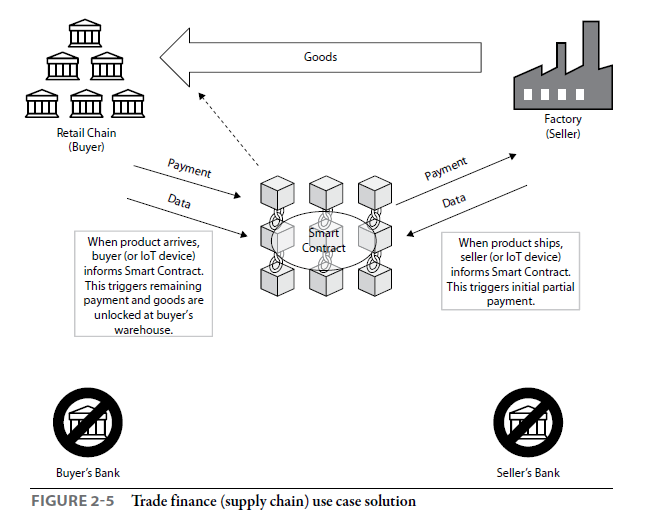 Goods
Retail Chain
(Buyer)
Factory
(Seller)
Payment
Data
Payment
Data
Smart
Contract
When product arrives,
buyer (or IoT device)
informs Smart Contract.
This triggers remaining
payment and goods are
unlocked at buyer's
warehouse.
When product ships,
seller (or IoT device)
informs Smart Contract.
This triggers initial partial
payment.
Buyer's Bank
Seller's Bank
FIGURE 2-5 Trade finance (supply chain) use case solution